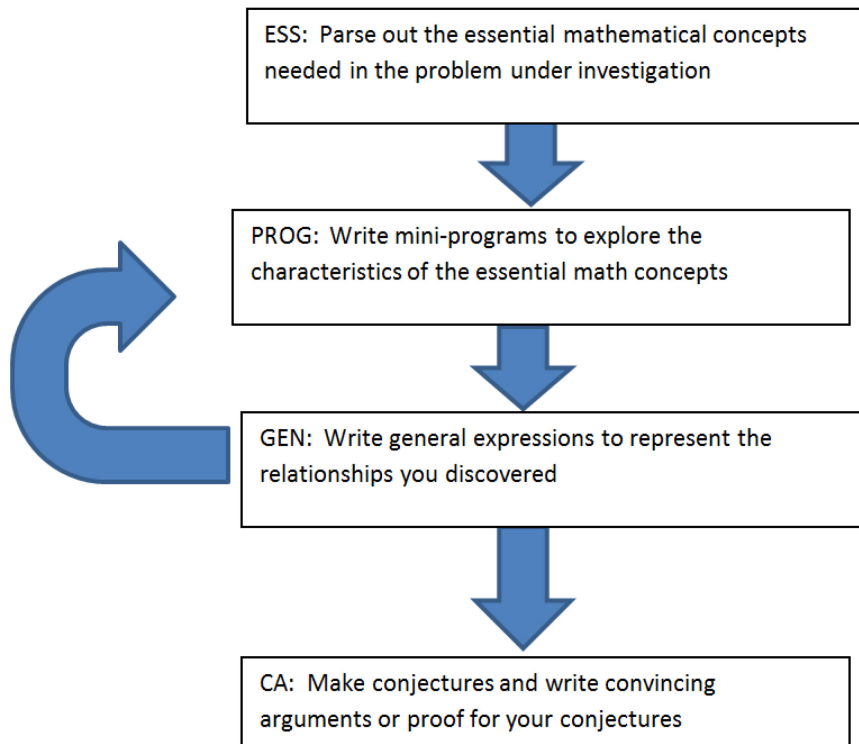 ESS: Parse out the essential mathematical concepts
needed in the problem under investigation
PROG: Write mini-programs to explore the
characteristics of the essential math concepts
GEN: Write general expressions to represent the
relationships you discovered
CA: Make conjectures and write convincing
arguments or proof for your conjectures